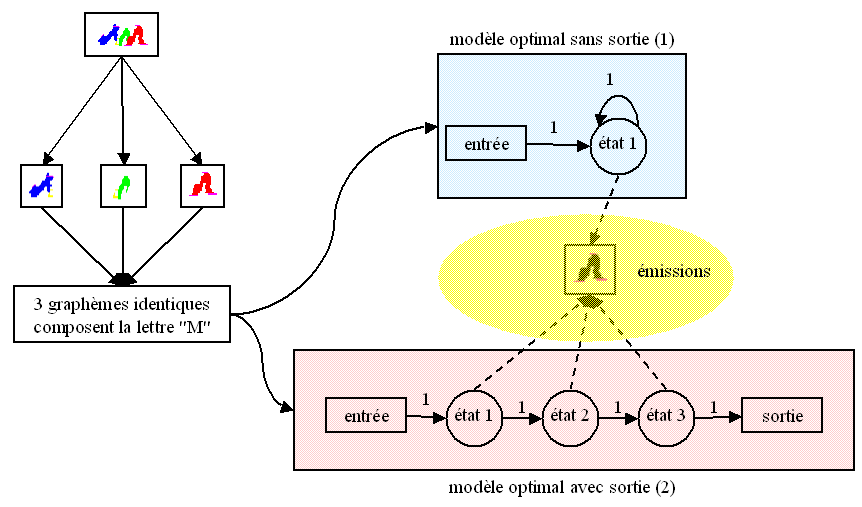 modèle optimal sans sortie (1)
1
entrée
1
état 1
3 graphèmes identiques
composent la lettre "M"
émissions
entrée
1
état 1
1
état 2
1
état 3
1
sortie
modèle optimal avec sortie (2)